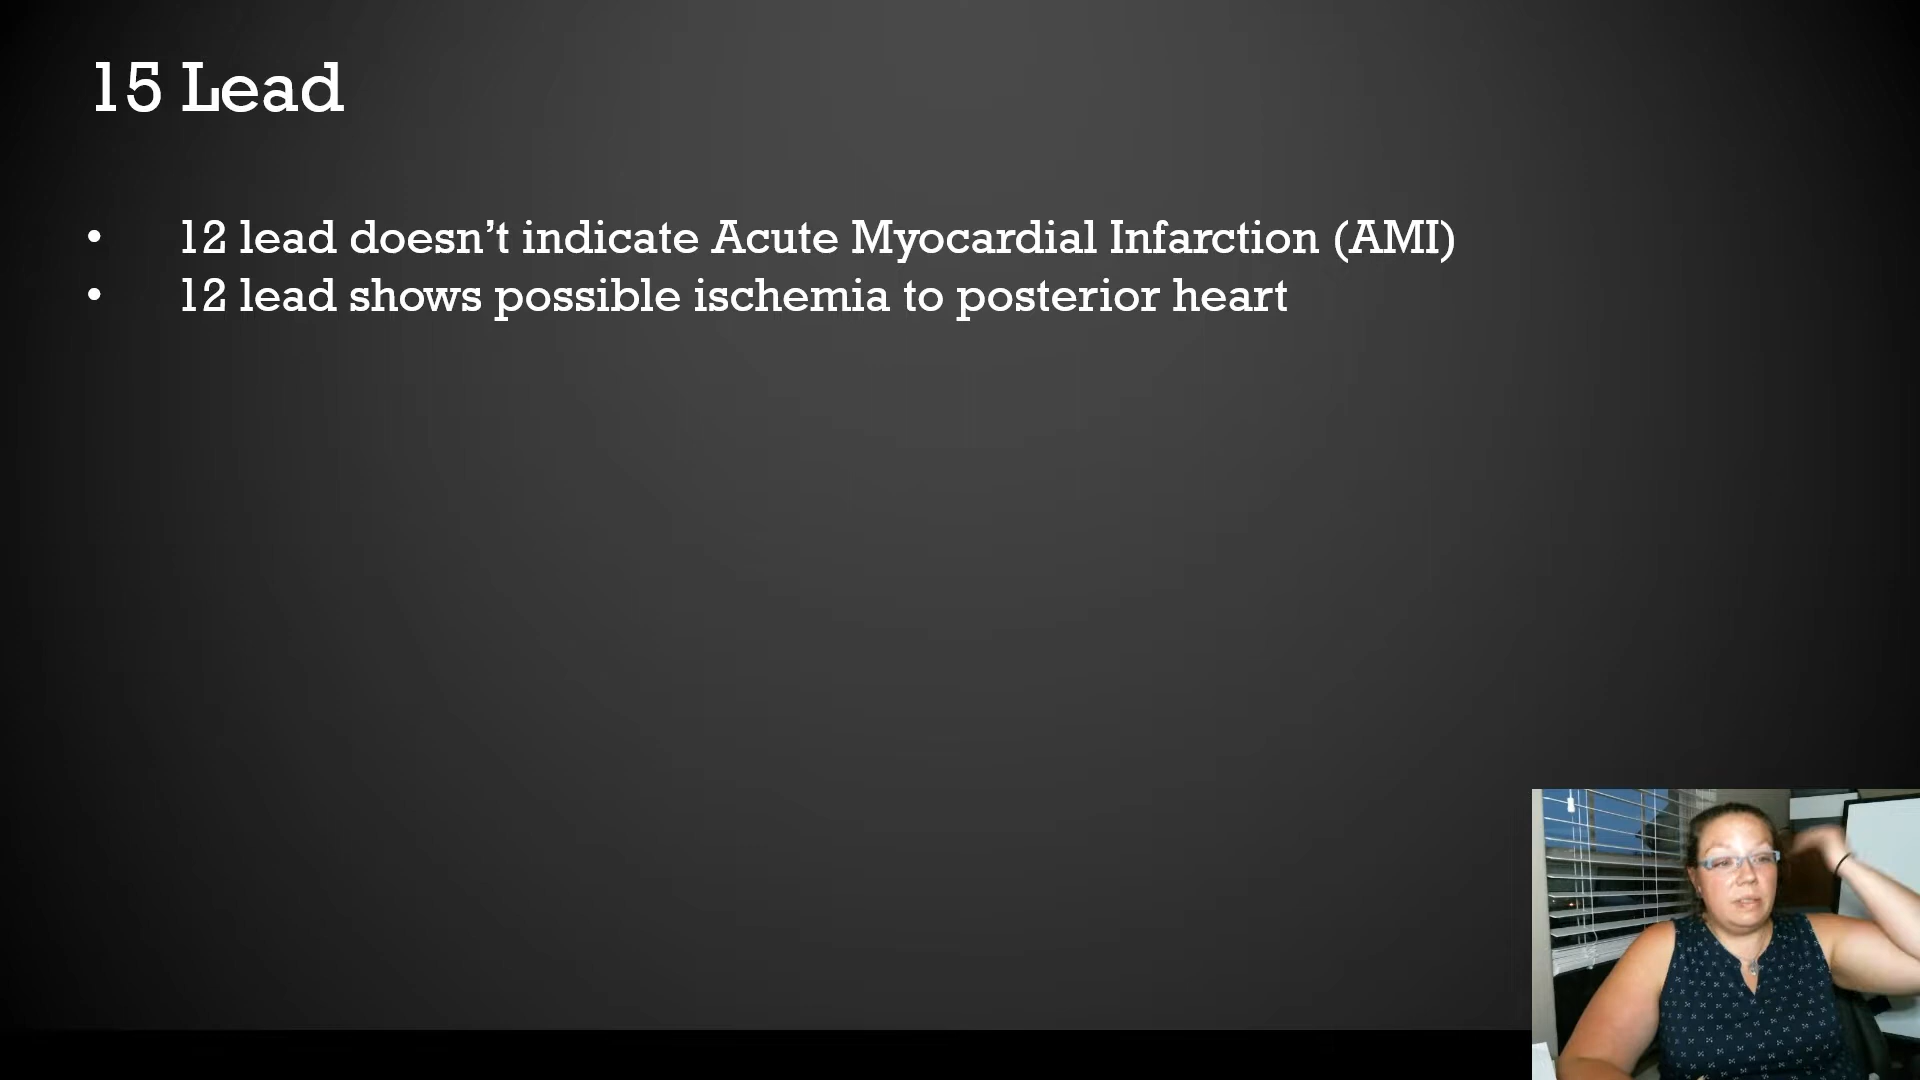 15 Lead
• 12 lead doesn’t indicate Acute Myocardial Infarction (AMI)
• 12 lead shows possible ischemia to posterior heart